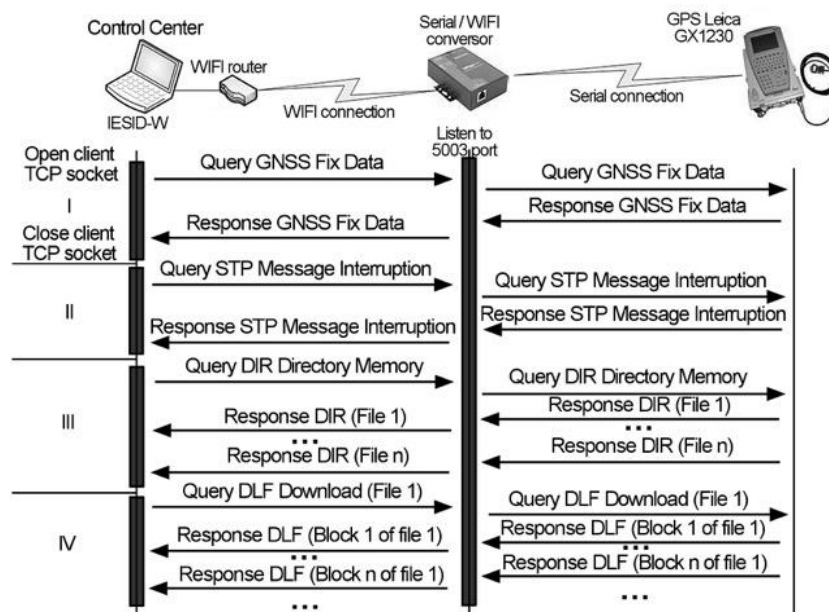 Control Center
WIFI router
IESID-W
WIFI connection
Serial / WIFI
conversor
Serial connection
GPS Leica
GX1230
Listen to
5003 port
Open client
TCP socket
I
Close client
TCP socket
Query GNSS Fix Data
Query GNSS Fix Data
Response GNSS Fix Data
Response GNSS Fix Data
II
Query STP Message Interruption
Query STP Message Interruption
Response STP Message Interruption
Response STP Message Interruption
III
Query DIR Directory Memory
Query DIR Directory Memory
Response DIR (File 1)
...
Response DIR (File 1)
...
Response DIR (File n)
Response DIR (File n)
IV
Query DLF Download (File 1)
Query DLF Download (File 1)
Response DLF (Block 1 of file 1)
...
Response DLF (Block 1 of file 1)
...
Response DLF (Block n of file 1)
...
Response DLF (Block n of file 1)
...